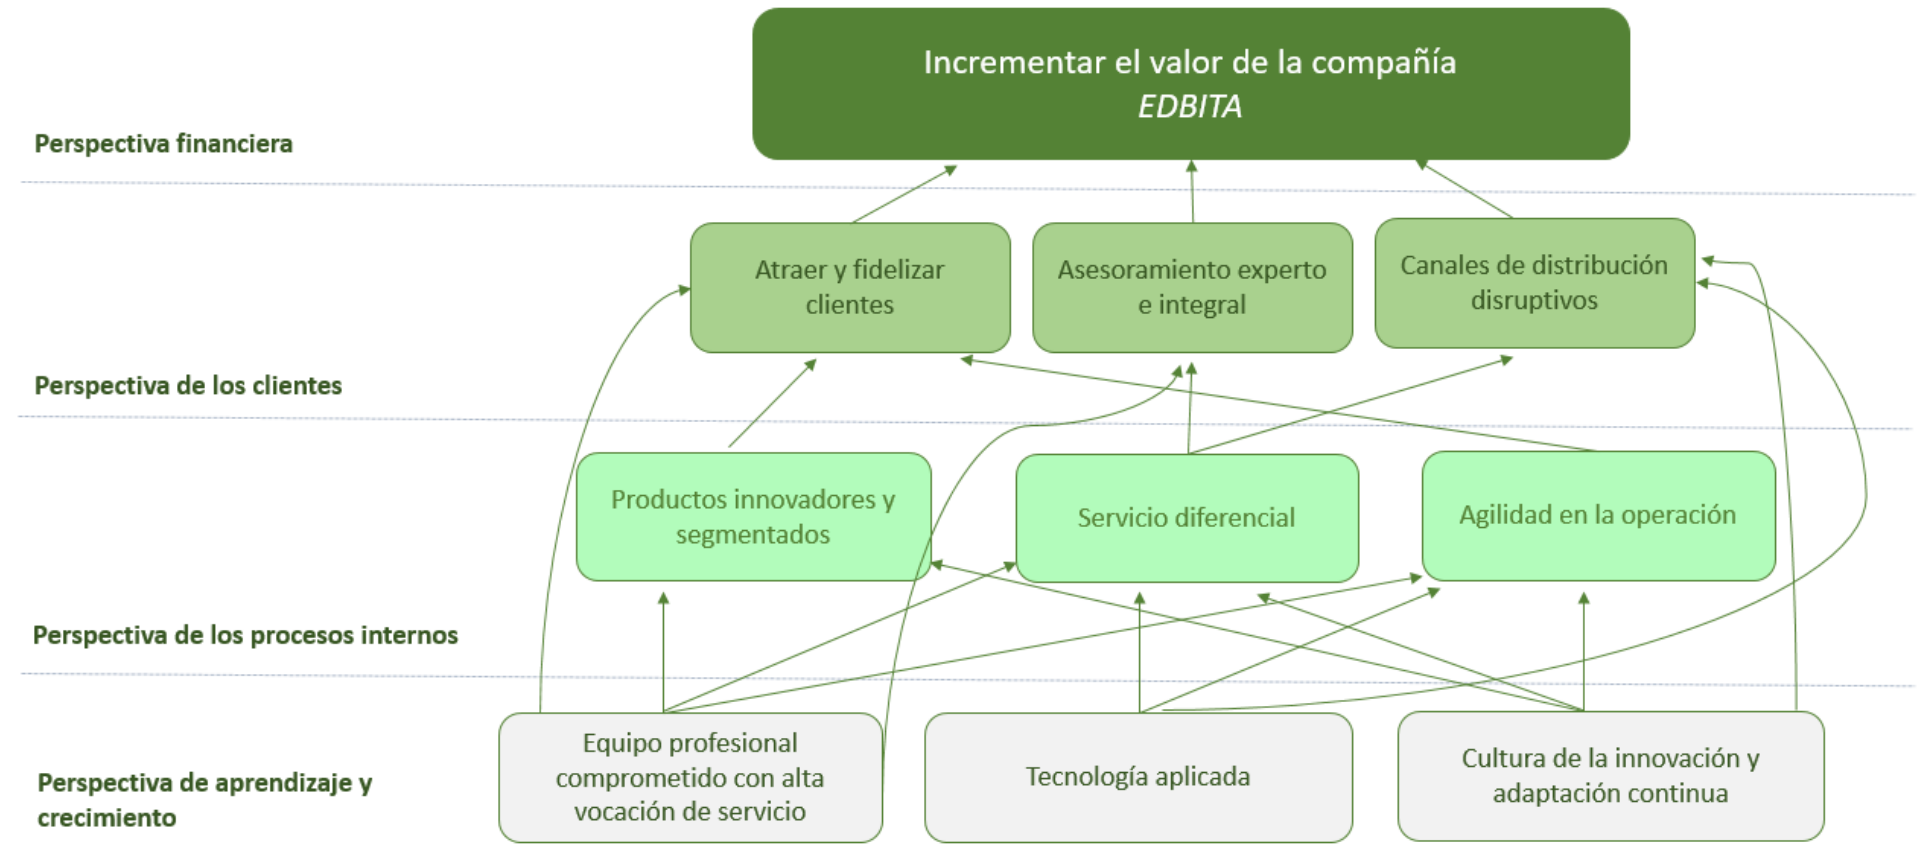 Incrementar el valor de la compañía
EDBITA
Perspectiva financiera
Atraer y fidelizar
clientes
Asesoramiento experto
e integral
Canales de distribución
disruptivos
Perspectiva de los clientes
Productos innovadores y
segmentados
Servicio diferencial
Agilidad en la operación
Perspectiva de los procesos internos
Equipo profesional
comprometido con alta
vocación de servicio
Tecnología aplicada
Cultura de la innovación y
adaptación continua
Perspectiva de aprendizaje y
crecimiento